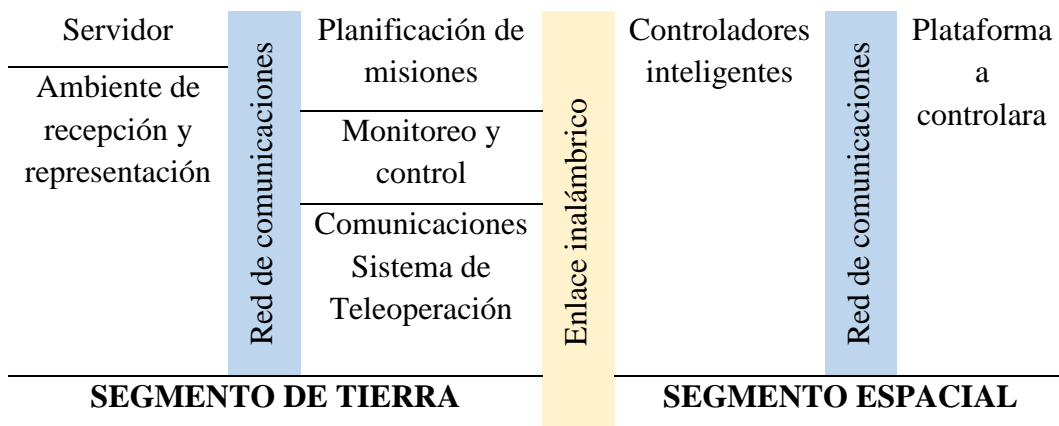 Servidor
Ambiente de
recepción y
representación
Red de comunicaciones
Planificación de
misiones
Monitoreo y
control
Comunicaciones
Sistema de
Teleoperación
Enlace inalámbrico
Controladores
inteligentes
Red de comunicaciones
Plataforma
a
controlara
SEGMENTO DE TIERRA
SEGMENTO ESPACIAL